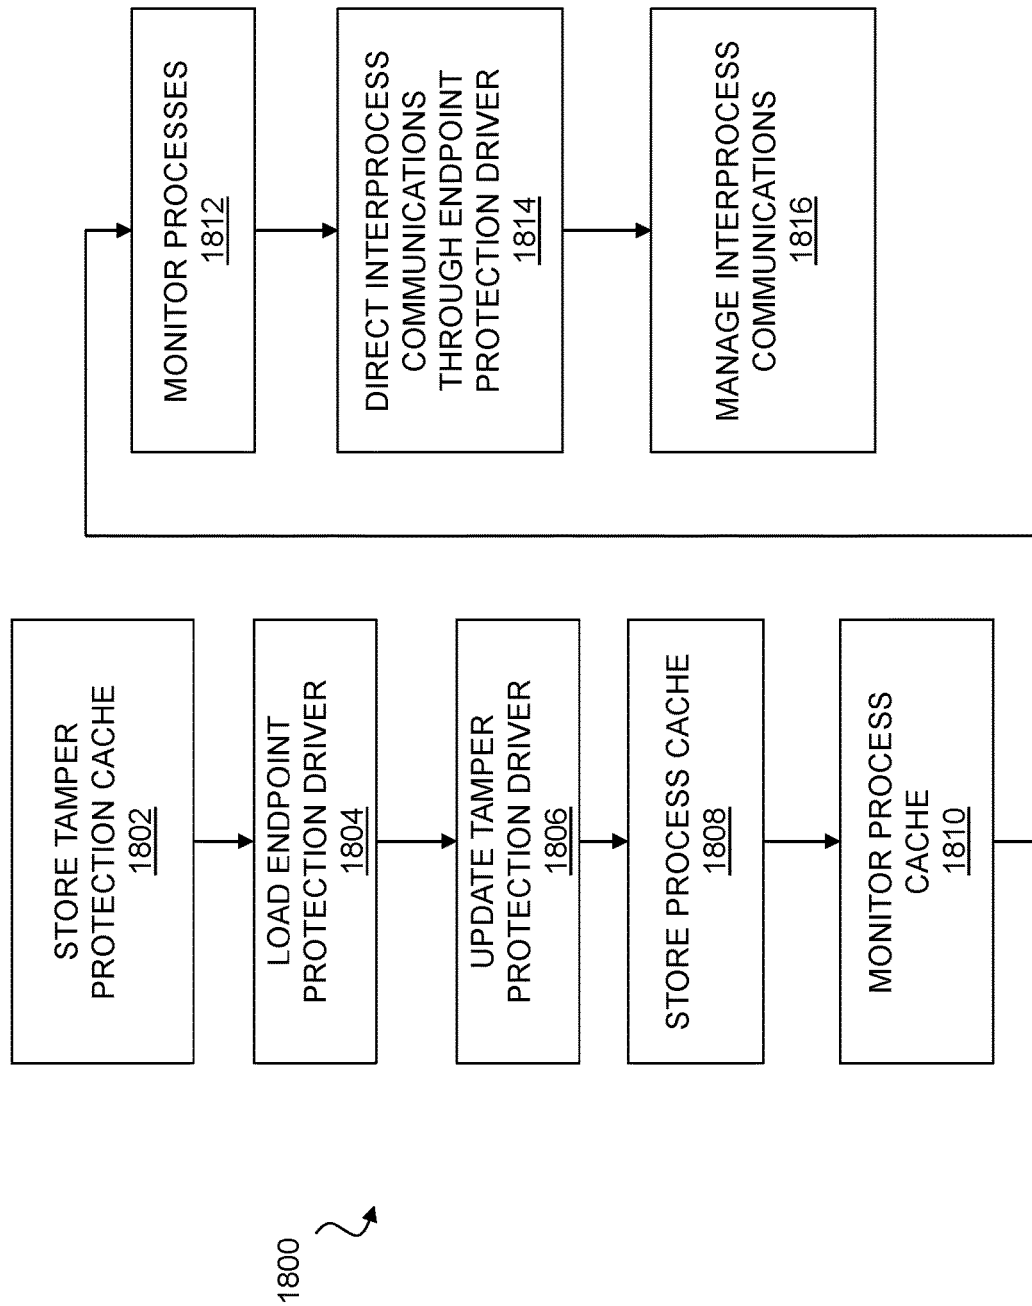 1800
STORE TAMPER
PROTECTION CACHE
1802
LOAD ENDPOINT
PROTECTION DRIVER
1804
UPDATE TAMPER
PROTECTION DRIVER
1806
STORE PROCESS CACHE
1808
MONITOR PROCESS
CACHE
1810
MONITOR PROCESSES
1812
DIRECT INTERPROCESS
COMMUNICATIONS
THROUGH ENDPOINT
PROTECTION DRIVER
1814
MANAGE INTERPROCESS
COMMUNICATIONS
1816